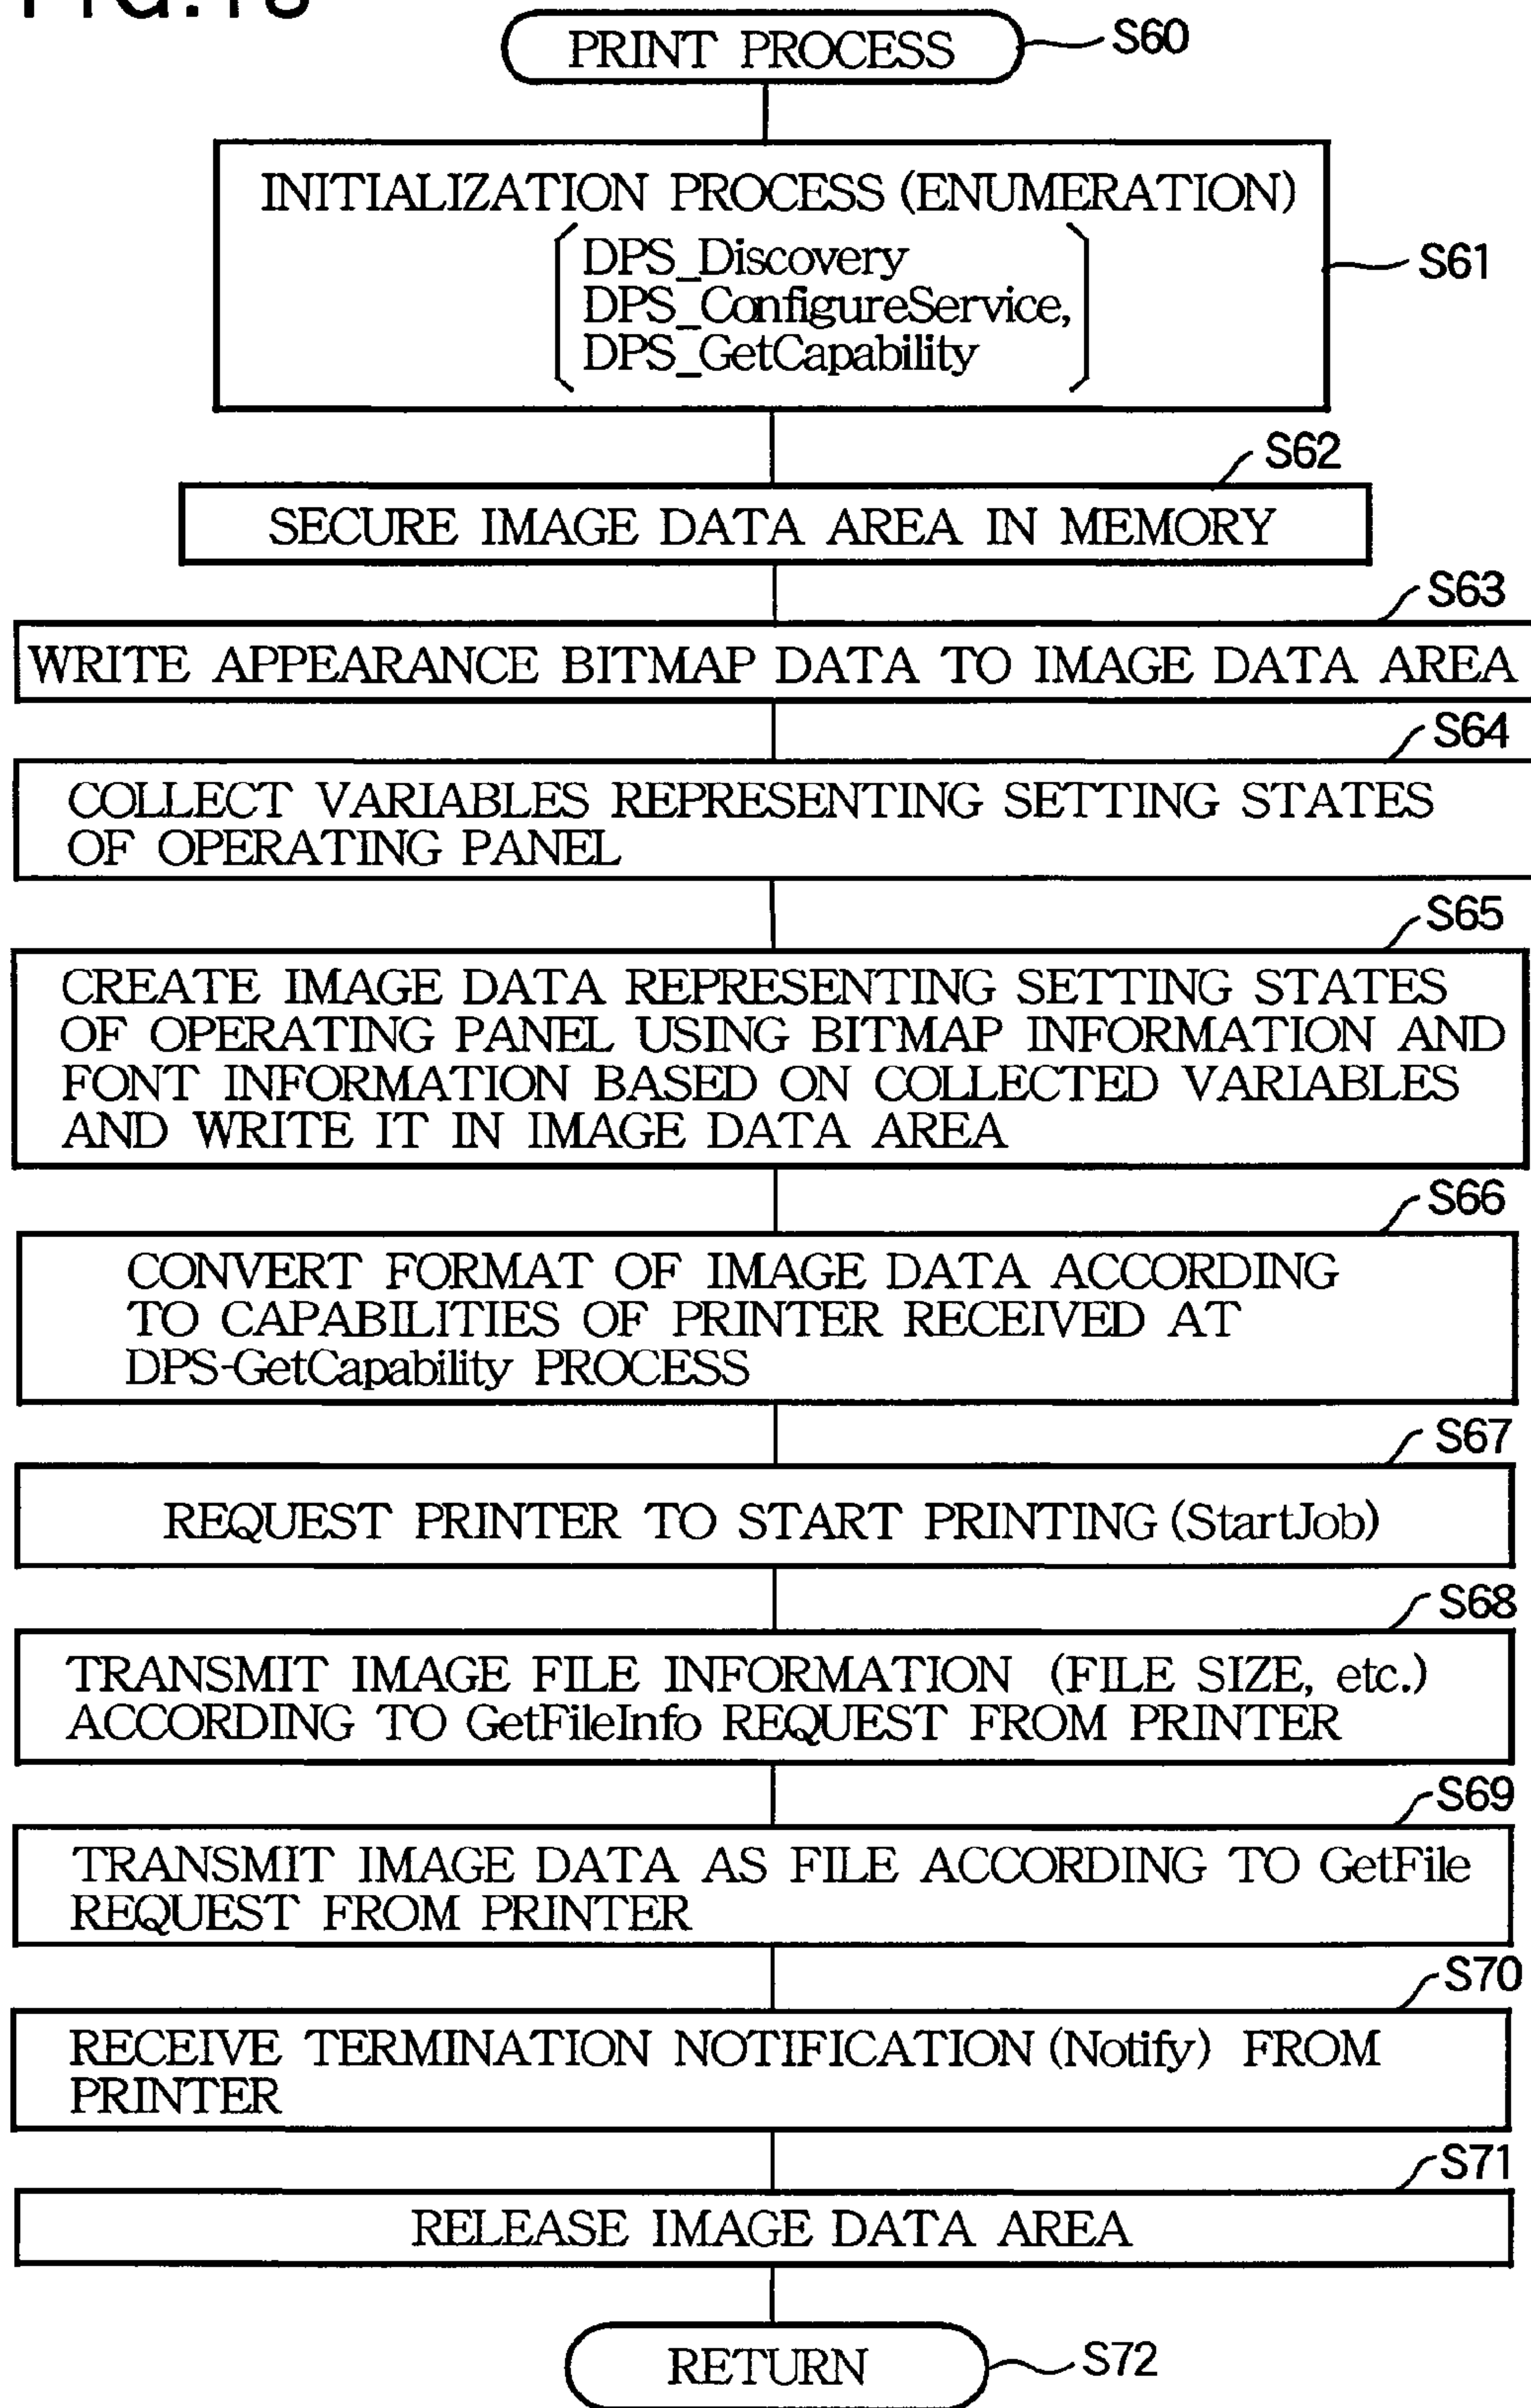 PRINT PROCESS
S60
INITIALIZATION PROCESS (ENUMERATION)
DPS_Discovery
DPS_ConfigureService,
DPS_GetCapability
S61
S62
SECURE IMAGE DATA AREA IN MEMORY
S63
WRITE APPEARANCE BITMAP DATA TO IMAGE DATA AREA
S64
COLLECT VARIABLES REPRESENTING SETTING STATES
OF OPERATING PANEL
S65
CREATE IMAGE DATA REPRESENTING SETTING STATES
OF OPERATING PANEL USING BITMAP INFORMATION AND
FONT INFORMATION BASED ON COLLECTED VARIABLES
AND WRITE IT IN IMAGE DATA AREA
S66
CONVERT FORMAT OF IMAGE DATA ACCORDING
TO CAPABILITIES OF PRINTER RECEIVED AT
DPS-GetCapability PROCESS
S67
REQUEST PRINTER TO START PRINTING (StartJob)
S68
TRANSMIT IMAGE FILE INFORMATION (FILE SIZE, etc.)
ACCORDING TO GetFileInfo REQUEST FROM PRINTER
S69
TRANSMIT IMAGE DATA AS FILE ACCORDING TO GetFile
REQUEST FROM PRINTER
S70
RECEIVE TERMINATION NOTIFICATION (Notify) FROM
PRINTER
S71
RELEASE IMAGE DATA AREA
RETURN
S72